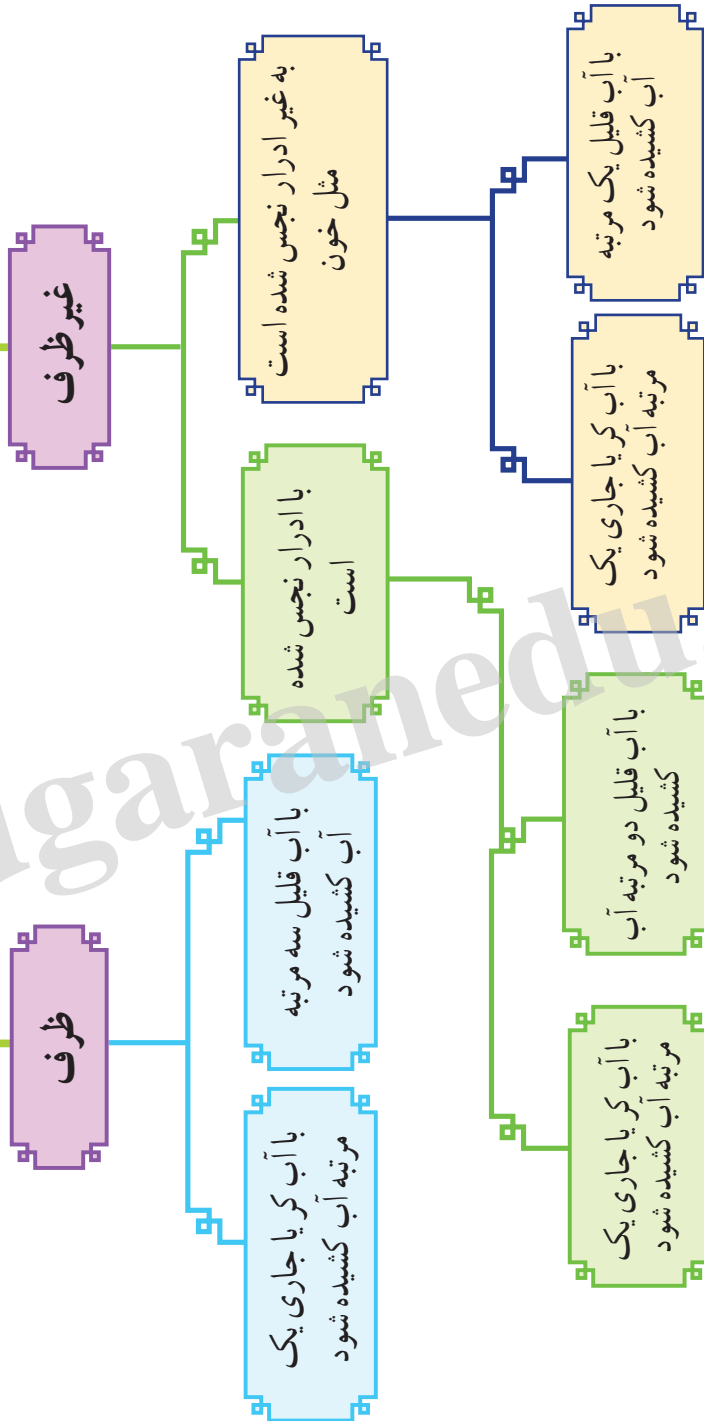 غیر ظرف
به غیر ادرار نجس شده است
مثل خون
با آب قلیل یک مرتبه
آب کشیده شود
با آب کر یا جاری یک
مرتبه آب کشیده شود
با ادرار نجس شده
است
با آب قلیل دو مرتبه آب
کشیده شود
با آب کر یا جاری یک
مرتبه آب کشیده شود
ظرف
با آب قلیل سه مرتبه
آب کشیده شود
با آب کر یا جاری یک
مرتبه آب کشیده شود
garanedu